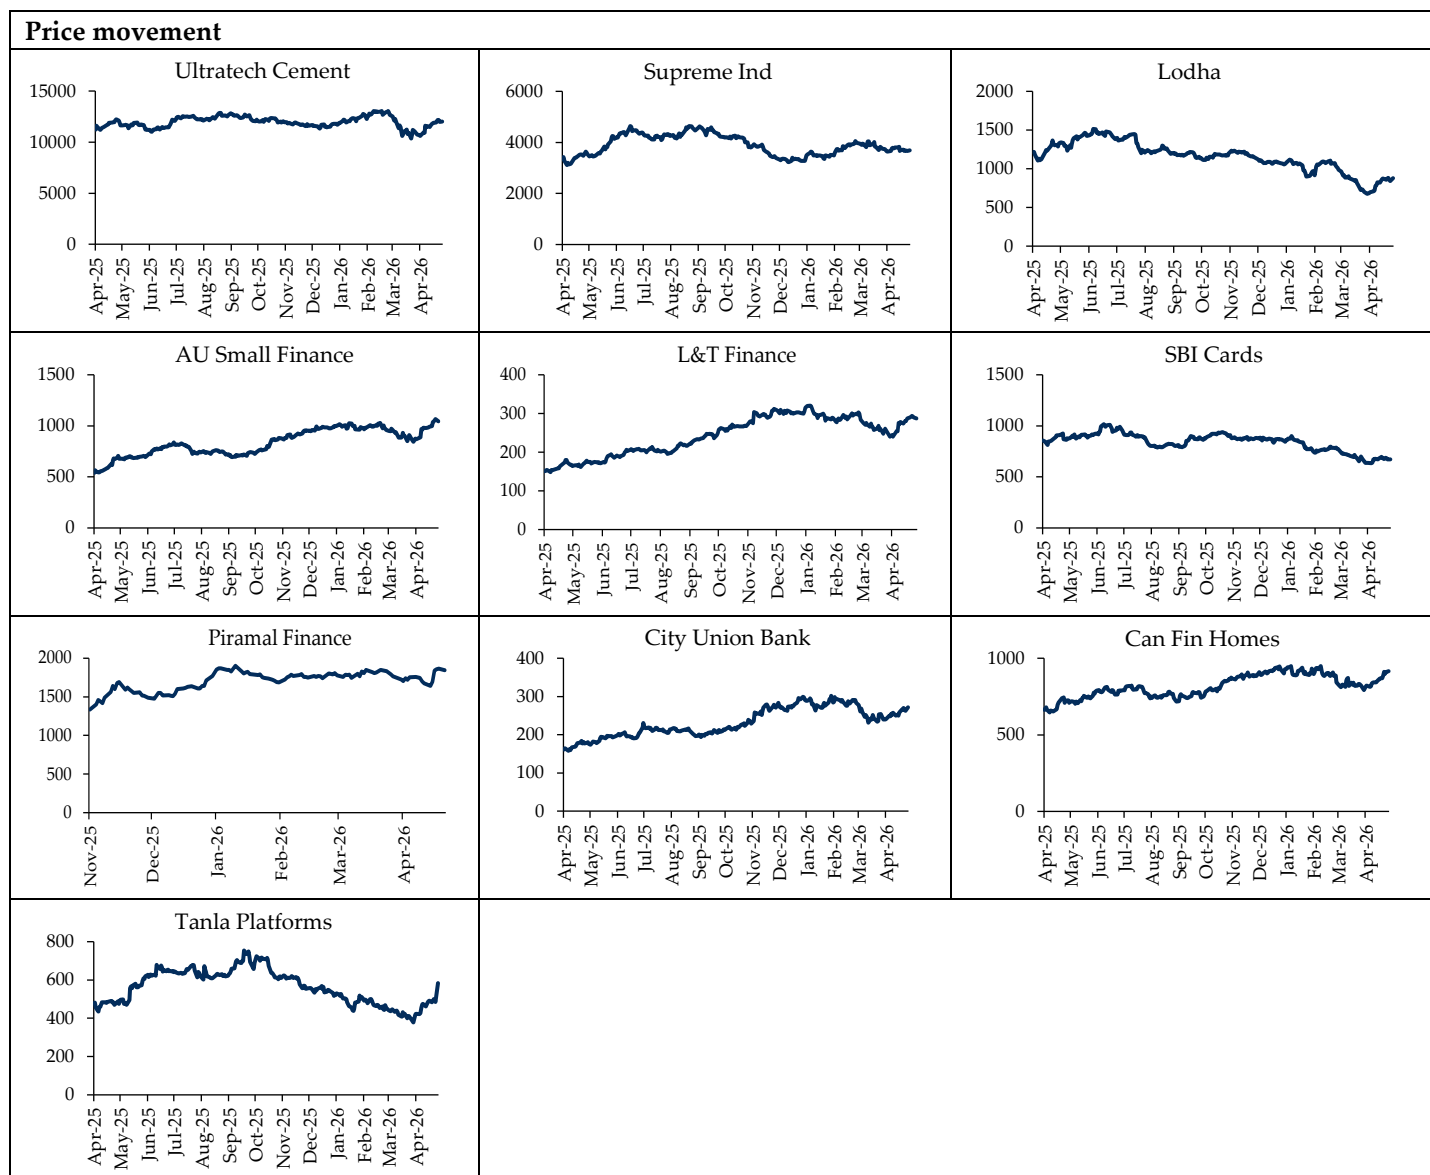 Price movement
Ultratech Cement
15000
10000
5000
0
Apr-25
May-25
Jun-25
Jul-25
Aug-25
Sep-25
Oct-25
Nov-25
Dec-25
Jan-26
Feb-26
Mar-26
Apr-26
Supreme Ind
6000
4000
2000
0
Apr-25
May-25
Jun-25
Jul-25
Aug-25
Sep-25
Oct-25
Nov-25
Dec-25
Jan-26
Feb-26
Mar-26
Apr-26
Lodha
2000
1500
1000
500
0
Apr-25
May-25
Jun-25
Jul-25
Aug-25
Sep-25
Oct-25
Nov-25
Dec-25
Jan-26
Feb-26
Mar-26
Apr-26
AU Small Finance
1500
1000
500
0
Apr-25
May-25
Jun-25
Jul-25
Aug-25
Sep-25
Oct-25
Nov-25
Dec-25
Jan-26
Feb-26
Mar-26
Apr-26
L&T Finance
400
300
200
100
0
Apr-25
May-25
Jun-25
Jul-25
Aug-25
Sep-25
Oct-25
Nov-25
Dec-25
Jan-26
Feb-26
Mar-26
Apr-26
SBI Cards
1500
1000
500
0
Apr-25
May-25
Jun-25
Jul-25
Aug-25
Sep-25
Oct-25
Nov-25
Dec-25
Jan-26
Feb-26
Mar-26
Apr-26
Piramal Finance
2000
1500
1000
500
0
Nov-25
Dec-25
Jan-26
Feb-26
Mar-26
Apr-26
City Union Bank
400
300
200
100
0
Apr-25
May-25
Jun-25
Jul-25
Aug-25
Sep-25
Oct-25
Nov-25
Dec-25
Jan-26
Feb-26
Mar-26
Apr-26
Can Fin Homes
1000
500
0
Apr-25
May-25
Jun-25
Jul-25
Aug-25
Sep-25
Oct-25
Nov-25
Dec-25
Jan-26
Feb-26
Mar-26
Apr-26
Tanla Platforms
800
600
400
200
0
Apr-25
May-25
Jun-25
Jul-25
Aug-25
Sep-25
Oct-25
Nov-25
Dec-25
Jan-26
Feb-26
Mar-26
Apr-26